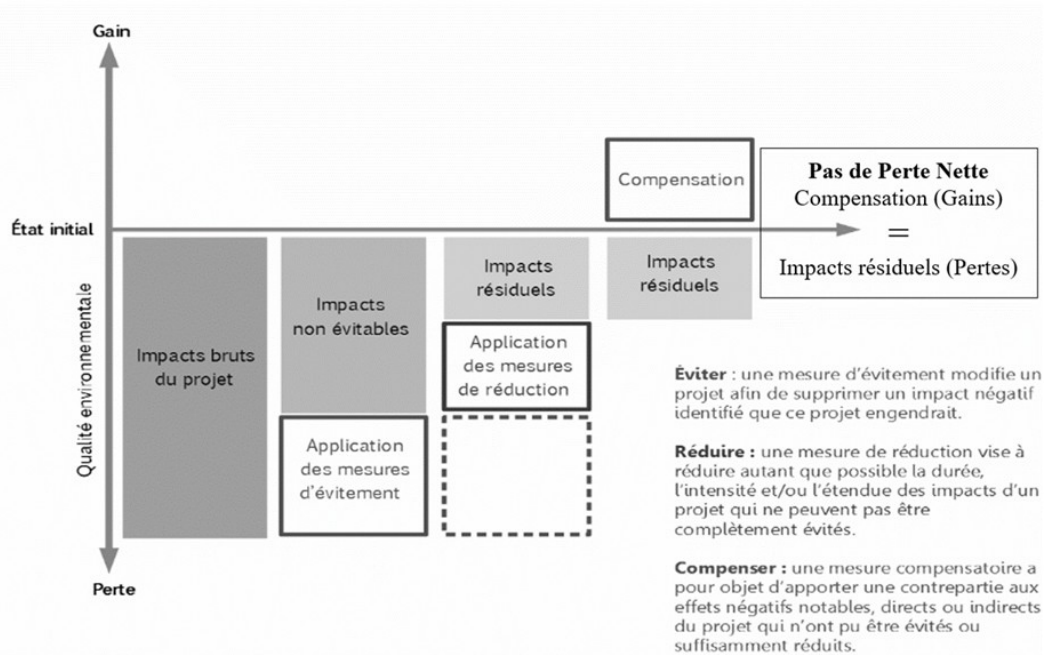 Gain
État initial
Qualité environnementale
Perte
Impacts bruts
du projet
Impacts
non évitables
Application
des mesures
d'évitement
Impacts
résiduels
Application
des mesures
de réduction
Compensation
Impacts
résiduels
Pas de Perte Nette
Compensation (Gains)
=
Impacts résiduels (Pertes)
Éviter : une mesure d'évitement modifie un
projet afin de supprimer un impact négatif
identifié que ce projet engendrait.
Réduire : une mesure de réduction vise à
réduire autant que possible la durée,
l'intensité et/ou l'étendue des impacts d'un
projet qui ne peuvent pas être
complètement évités.
Compenser : une mesure compensatoire a
pour objet d'apporter une contrepartie aux
effets négatifs notables, directs ou indirects
du projet qui n'ont pu être évités ou
suffisamment réduits.